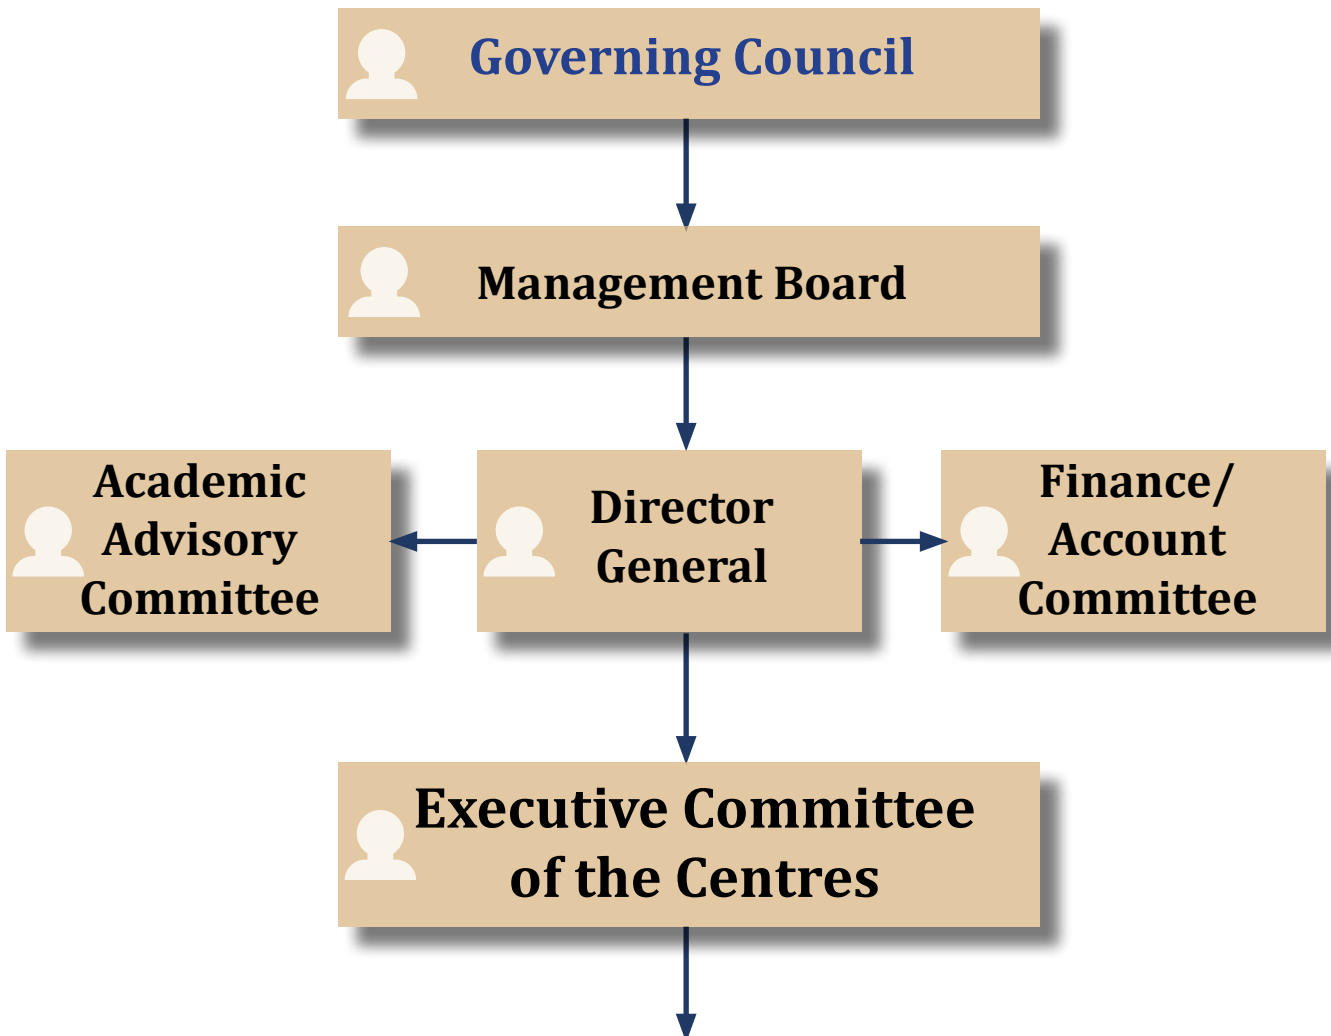 Governing Council
Management Board
Academic
Advisory
Committee
Director
General
Finance/
Account
Committee
Executive Committee
of the Centres